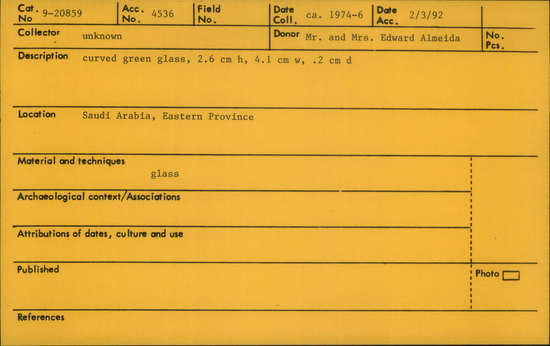 Cat. No 9-20859 Acc. No. 4536 Field No. Date Coll. ca. 1974-6 Date Acc. 2/3/92
Collector unknown Donor Mr. and Mrs. Edward Almeida No. Pcs.
Description curved green glass, 2.6 cm h, 4.1 cm w, .2 cm d
Location Saudi Arabia, Eastern Province
Material and techniques
glass
Archaeological context/Associations
Attributions of dates, culture and use
Published Photo
References